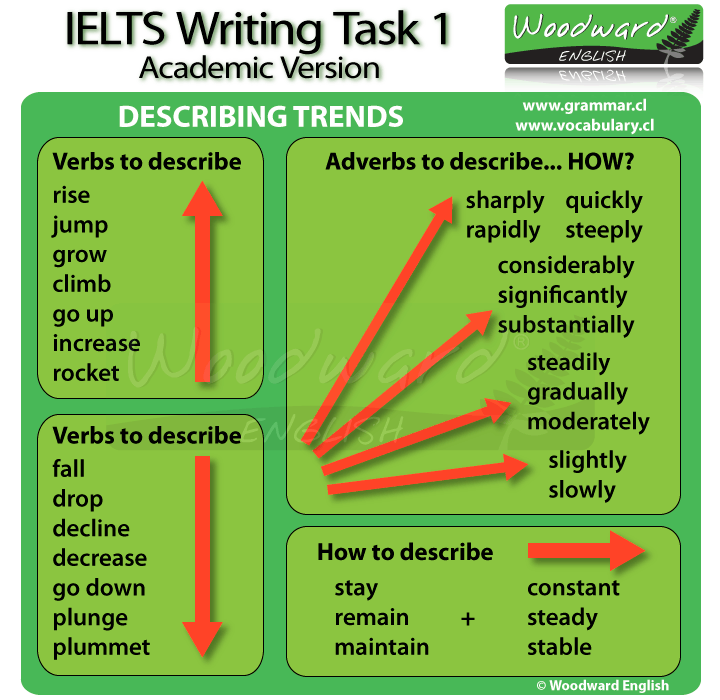 IELTS Writing Task 1
Academic Version
Woodward®
ENGLISH
DESCRIBING TRENDS
www.grammar.cl
www.vocabulary.cl
Verbs to describe
rise
jump
grow
climb
go up
increase
rocket
Verbs to describe
fall
drop
decline
decrease
go down
plunge
plummet
Adverbs to describe... HOW?
sharply quickly
rapidly steeply
considerably
significantly
substantially
steadily
gradually
moderately
slightly
slowly
How to describe
stay constant
remain + steady
maintain stable
Woodward®
ENGLISH
© Woodward English